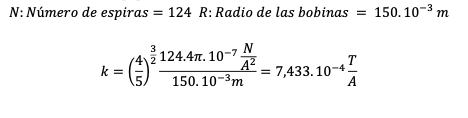 N: Número de espiras = 124 R: Radio de las bobinas = 150. 10⁻³ m
k = (4/5)^(3/2) 124.4π. 10⁻⁷ N/A² / 150. 10⁻³m = 7,433. 10⁻⁴ T/A